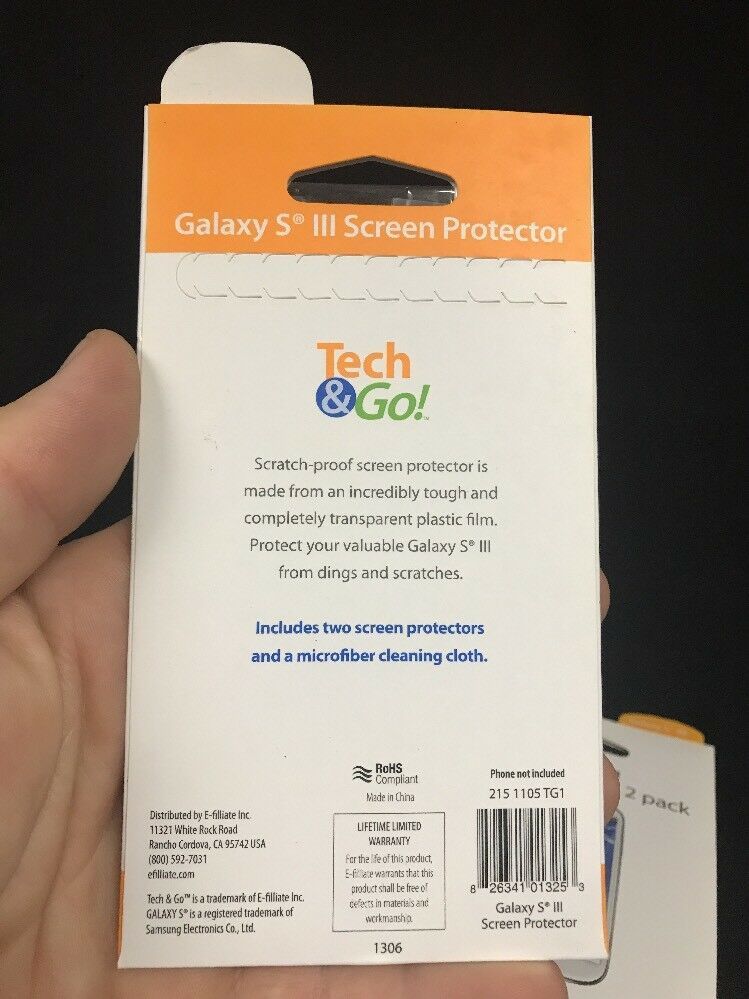 Galaxy S® III Screen Protector
Tech
&Go!™
Scratch-proof screen protector is
made from an incredibly tough and
completely transparent plastic film.
Protect your valuable Galaxy S® III
from dings and scratches.
Includes two screen protectors
and a microfiber cleaning cloth.
RoHS
Compliant
Made in China
Phone not included
215 1105 TG1
Distributed by E-filliate Inc.
11321 White Rock Road
Rancho Cordova, CA 95742 USA
(800) 592-7031
efilliate.com
Tech & Go™ is a trademark of E-filliate Inc.
GALAXY S® is a registered trademark of
Samsung Electronics Co., Ltd.
LIFETIME LIMITED
WARRANTY
For the life of this product,
E-filliate warrants that this
product shall be free of
defects in materials and
workmanship.
1306
8 26341 01325 3
Galaxy S® III
Screen Protector
2 pack